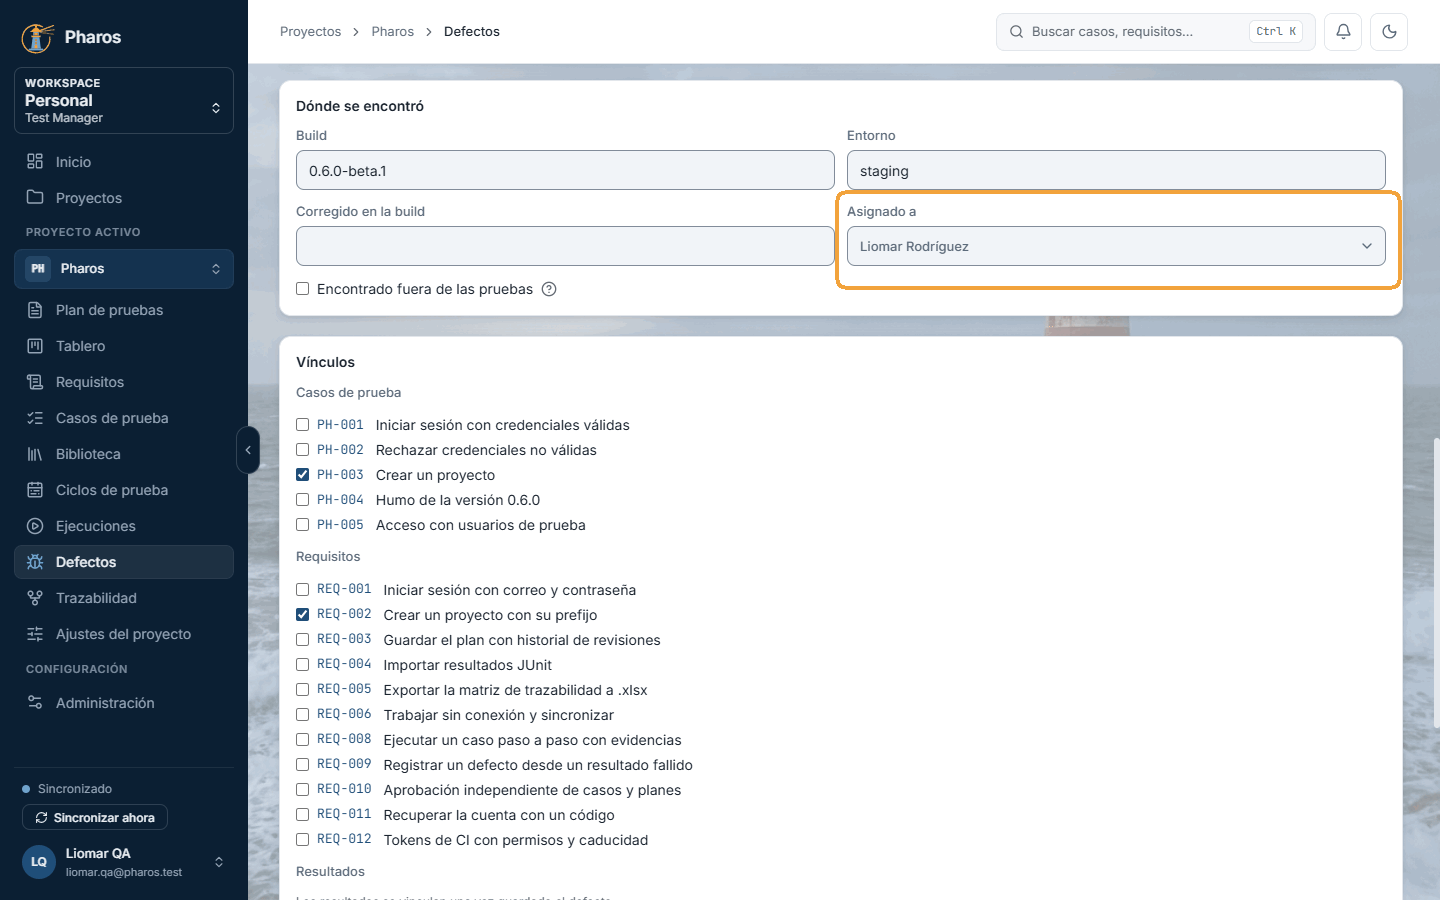 Pharos
WORKSPACE
Personal
Test Manager
Inicio
Proyectos
PROYECTO ACTIVO
PH Pharos
Plan de pruebas
Tablero
Requisitos
Casos de prueba
Biblioteca
Ciclos de prueba
Ejecuciones
Defectos
Trazabilidad
Ajustes del proyecto
CONFIGURACIÓN
Administración
Sincronizado
Sincronizar ahora
LQ Liomar QA
liomar.qa@pharos.test
Proyectos > Pharos > Defectos
Buscar casos, requisitos... Ctrl K
Dónde se encontró
Build Entorno
0.6.0-beta.1 staging
Corregido en la build Asignado a
Liomar Rodríguez
Encontrado fuera de las pruebas ?
Vínculos
Casos de prueba
PH-001 Iniciar sesión con credenciales válidas
PH-002 Rechazar credenciales no válidas
PH-003 Crear un proyecto
PH-004 Humo de la versión 0.6.0
PH-005 Acceso con usuarios de prueba
Requisitos
REQ-001 Iniciar sesión con correo y contraseña
REQ-002 Crear un proyecto con su prefijo
REQ-003 Guardar el plan con historial de revisiones
REQ-004 Importar resultados JUnit
REQ-005 Exportar la matriz de trazabilidad a .xlsx
REQ-006 Trabajar sin conexión y sincronizar
REQ-008 Ejecutar un caso paso a paso con evidencias
REQ-009 Registrar un defecto desde un resultado fallido
REQ-010 Aprobación independiente de casos y planes
REQ-011 Recuperar la cuenta con un código
REQ-012 Tokens de CI con permisos y caducidad
Resultados